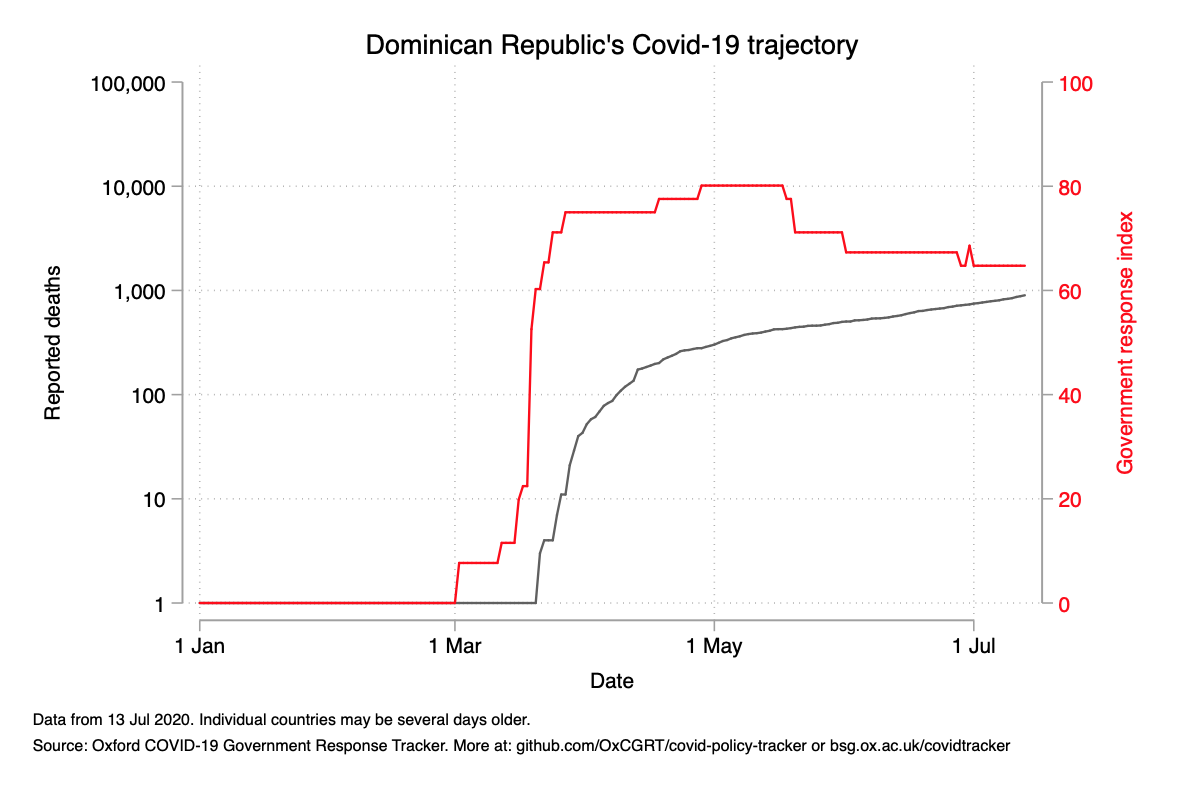 Dominican Republic's Covid-19 trajectory
100,000
10,000
1,000
100
10
1
Reported deaths
100
80
60
40
20
0
Government response index
1 Jan
1 Mar
1 May
1 Jul
Date
Data from 13 Jul 2020. Individual countries may be several days older.
Source: Oxford COVID-19 Government Response Tracker. More at: github.com/OxCGRT/covid-policy-tracker or bsg.ox.ac.uk/covidtracker